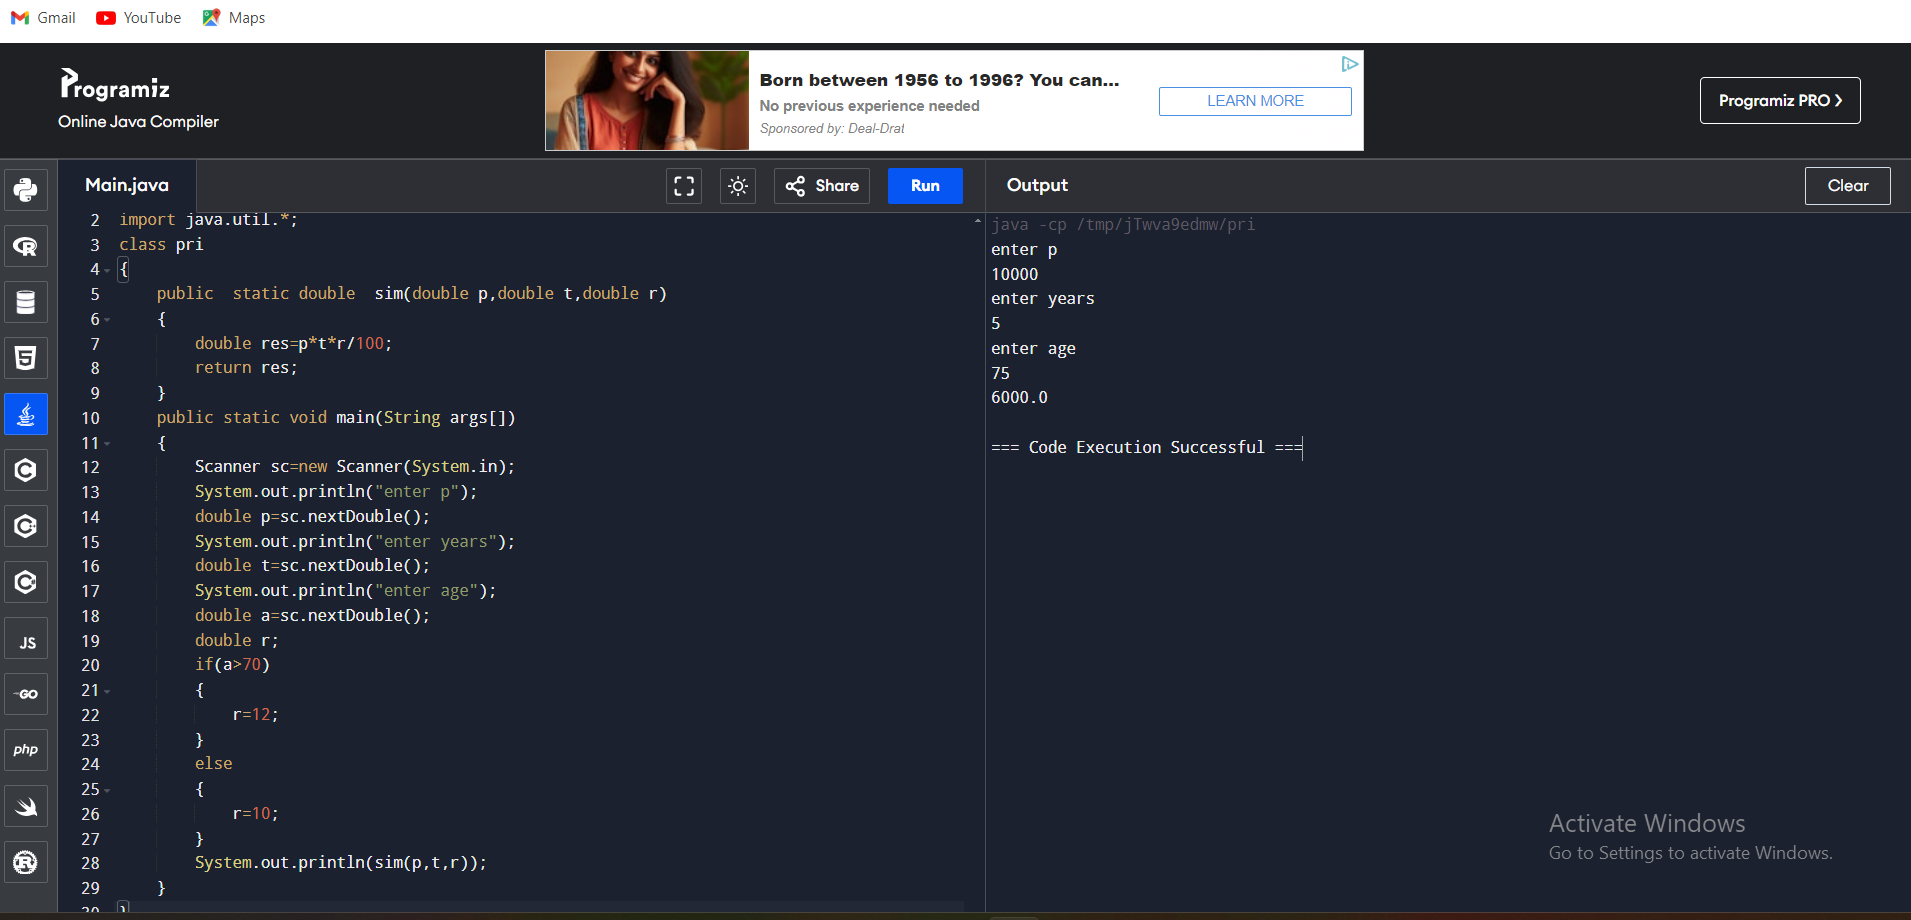 Gmail YouTube Maps
Programiz
Online Java Compiler
Born between 1956 to 1996? You can...
No previous experience needed
Sponsored by: Deal-Drat
LEARN MORE
Programiz PRO ❯
Main.java
Share
Run
Output
Clear
2 import java.util.*;
3 class pri
4 {
5 public  static double  sim(double p,double t,double r)
6 {
7 double res=p*t*r/100;
8 return res;
9 }
10 public static void main(String args[])
11 {
12 Scanner sc=new Scanner(System.in);
13 System.out.println("enter p");
14 double p=sc.nextDouble();
15 System.out.println("enter years");
16 double t=sc.nextDouble();
17 System.out.println("enter age");
18 double a=sc.nextDouble();
19 double r;
20 if(a>70)
21 {
22 r=12;
23 }
24 else
25 {
26 r=10;
27 }
28 System.out.println(sim(p,t,r));
29 }
30 }
java -cp /tmp/jTwva9edmw/pri
enter p
10000
enter years
5
enter age
75
6000.0
=== Code Execution Successful ===
R
5
C
C
C
JS
GO
php
R
Activate Windows
Go to Settings to activate Windows.